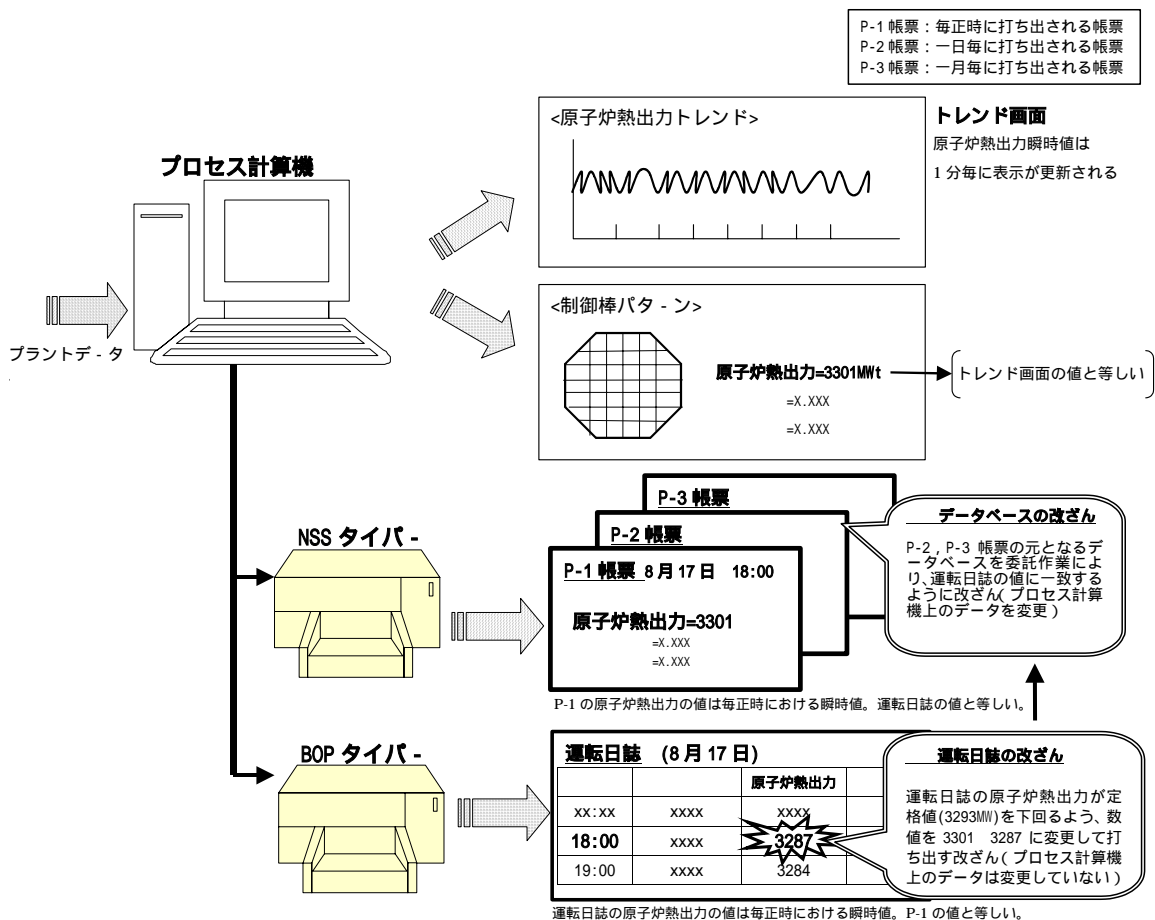 P-1 帳票：毎正時に打ち出される帳票
P-2 帳票：一日毎に打ち出される帳票
P-3 帳票：一月毎に打ち出される帳票
<原子炉熱出力トレンド>
トレンド画面
原子炉熱出力瞬時値は
1 分毎に表示が更新される
プロセス計算機
プラントデ - タ
<制御棒パタ - ン>
原子炉熱出力=3301MWt
=X.XXX
=X.XXX
トレンド画面の値と等しい
NSS タイパ -
P-3 帳票
P-2 帳票
P-1 帳票 8 月 17 日 18:00
原子炉熱出力=3301
=X.XXX
=X.XXX
データベースの改ざん
P-2 , P-3 帳票の元となるデ
ータベースを委託作業によ
り、運転日誌の値に一致する
ように改ざん( プロセス計算
機上のデータを変更 )
P-1 の原子炉熱出力の値は毎正時における瞬時値。運転日誌の値と等しい。
BOP タイパ -
運転日誌 (8 月 17 日)
原子炉熱出力
xx:xx xxxx xxxx
18:00 xxxx 3287
19:00 xxxx 3284
運転日誌の改ざん
運転日誌の原子炉熱出力が定
格値(3293MW)を下回るよう、数
値を 3301 3287 に変更して打
ち出す改ざん( プロセス計算機
上のデータは変更していない )
運転日誌の原子炉熱出力の値は毎正時における瞬時値。P-1 の値と等しい。